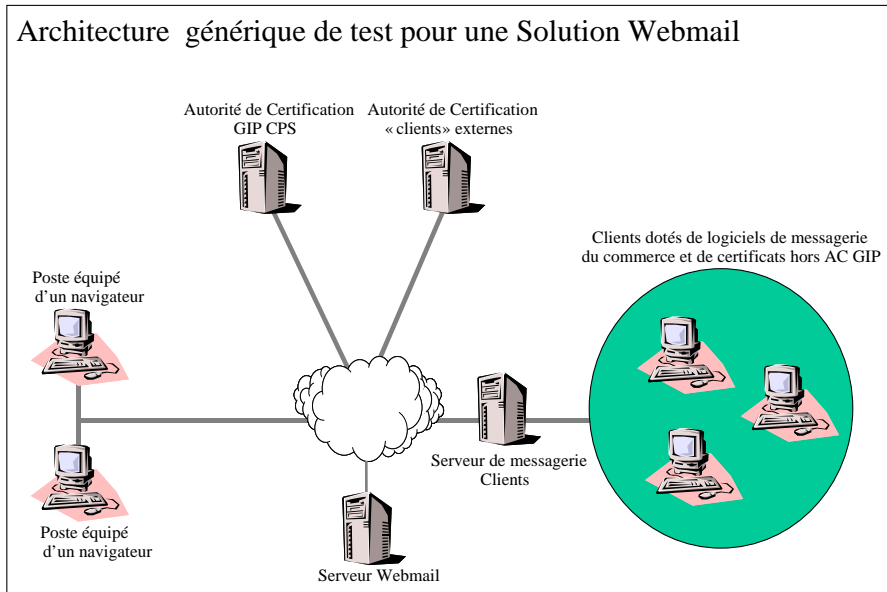 Architecture générique de test pour une Solution Webmail
Autorité de Certification
GIP CPS
Autorité de Certification
« clients» externes
Clients dotés de logiciels de messagerie
du commerce et de certificats hors AC GIP
Poste équipé
d'un navigateur
Serveur de messagerie
Clients
Poste équipé
d'un navigateur
Serveur Webmail